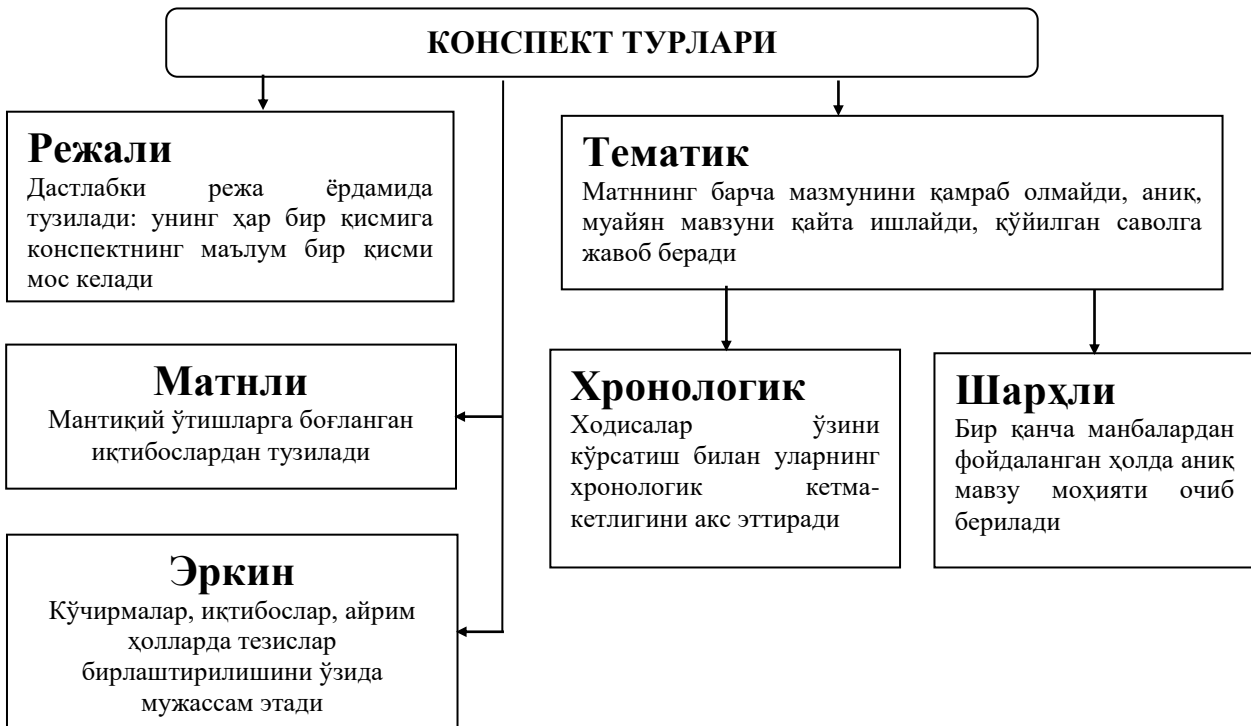 КОНСПЕКТ ТУРЛАРИ
Режали
Дастлабки режа ёрдамида
тузилади: унинг ҳар бир қисмига
конспектнинг маълум бир қисми
мос келади
Тематик
Матннинг барча мазмунини қамраб олмайди, аниқ,
муайян мавзуни қайта ишлайди, қўйилган саволга
жавоб беради
Матнли
Мантиқий ўтишларга боғланган
иқтибослардан тузилади
Хронологик
Ходисалар ўзини
кўрсатиш билан уларнинг
хронологик кетма-
кетлигини акс эттиради
Шарҳли
Бир қанча манбалардан
фойдаланган ҳолда аниқ
мавзу моҳияти очиб
берилади
Эркин
Кўчирмалар, иқтибослар, айрим
ҳолларда тезислар
бирлаштирилишини ўзида
мужассам этади